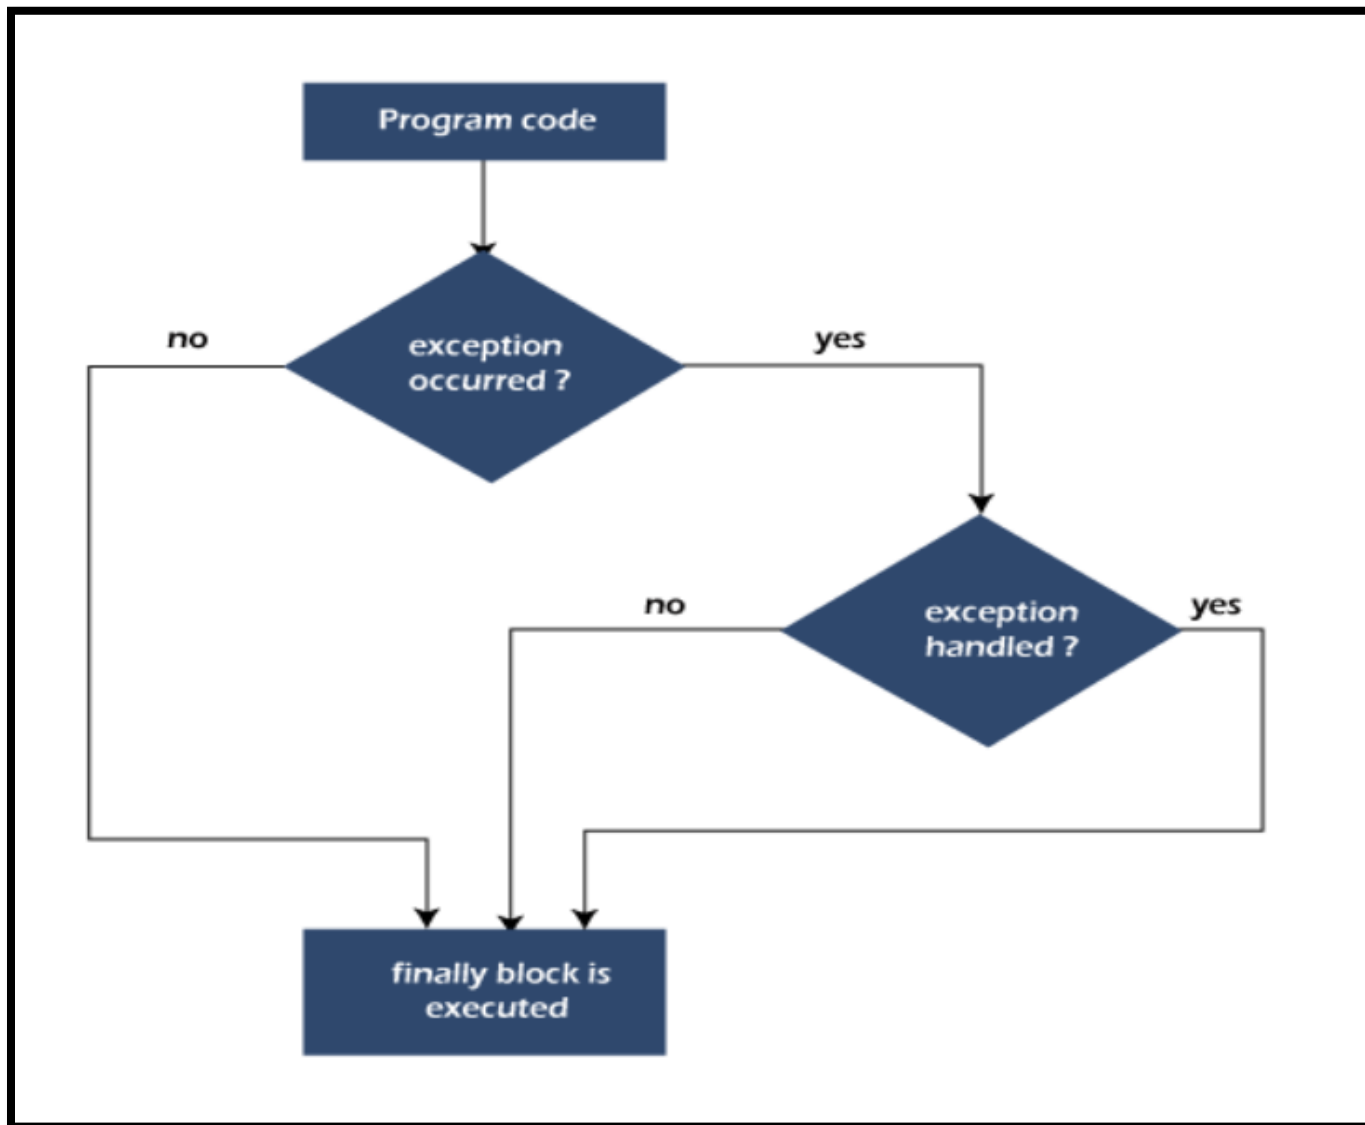 Program code
no
exception
occurred ?
yes
no
exception
handled ?
yes
finally block is
executed